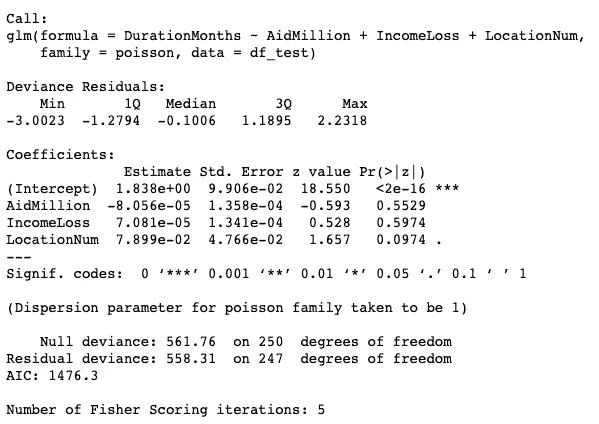 Call:
glm(formula = DurationMonths ~ AidMillion + IncomeLoss + LocationNum,
    family = poisson, data = df_test)

Deviance Residuals:
    Min       1Q   Median       3Q      Max
-3.0023  -1.2794  -0.1006   1.1895   2.2318

Coefficients:
              Estimate Std. Error z value Pr(>|z|)
(Intercept)  1.838e+00  9.906e-02  18.550   <2e-16 ***
AidMillion  -8.056e-05  1.358e-04  -0.593   0.5529
IncomeLoss   7.081e-05  1.341e-04   0.528   0.5974
LocationNum  7.899e-02  4.766e-02   1.657   0.0974 .
---
Signif. codes:  0 ‘***’ 0.001 ‘**’ 0.01 ‘*’ 0.05 ‘.’ 0.1 ‘ ’ 1

(Dispersion parameter for poisson family taken to be 1)

    Null deviance: 561.76  on 250  degrees of freedom
Residual deviance: 558.31  on 247  degrees of freedom
AIC: 1476.3

Number of Fisher Scoring iterations: 5